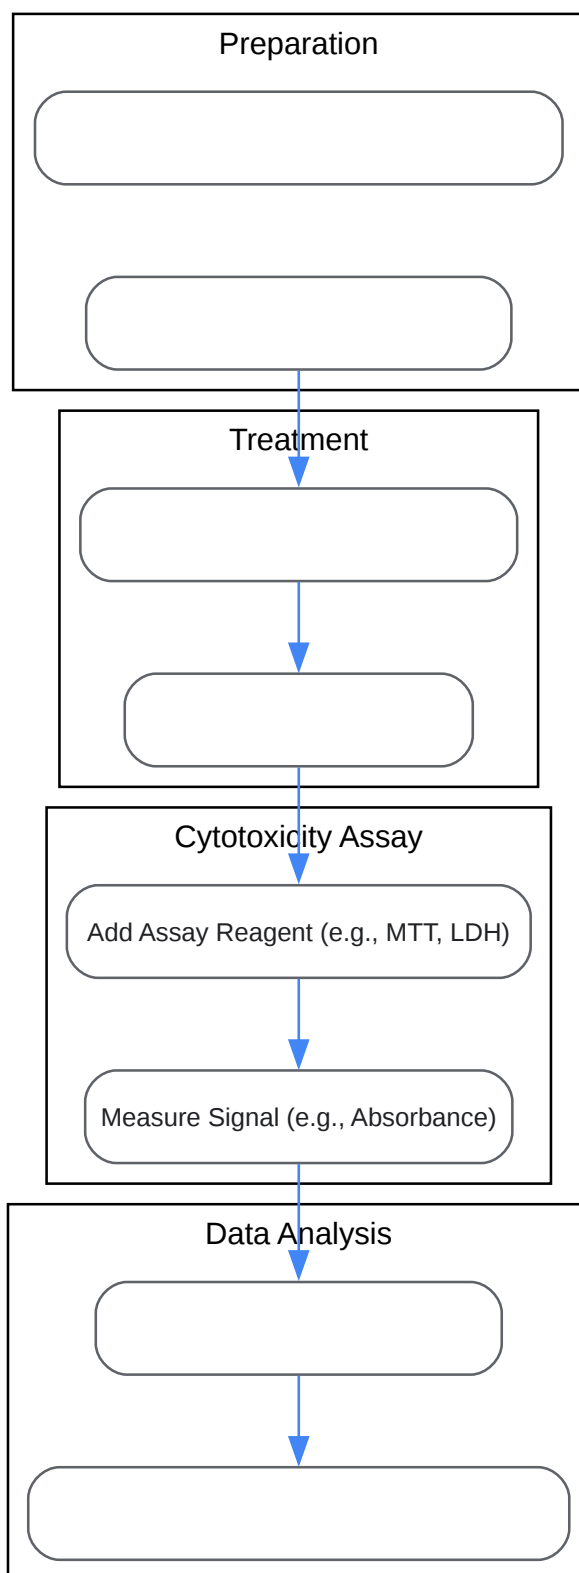 Preparation
Treatment
Cytotoxicity Assay
Add Assay Reagent (e.g., MTT, LDH)
Measure Signal (e.g., Absorbance)
Data Analysis